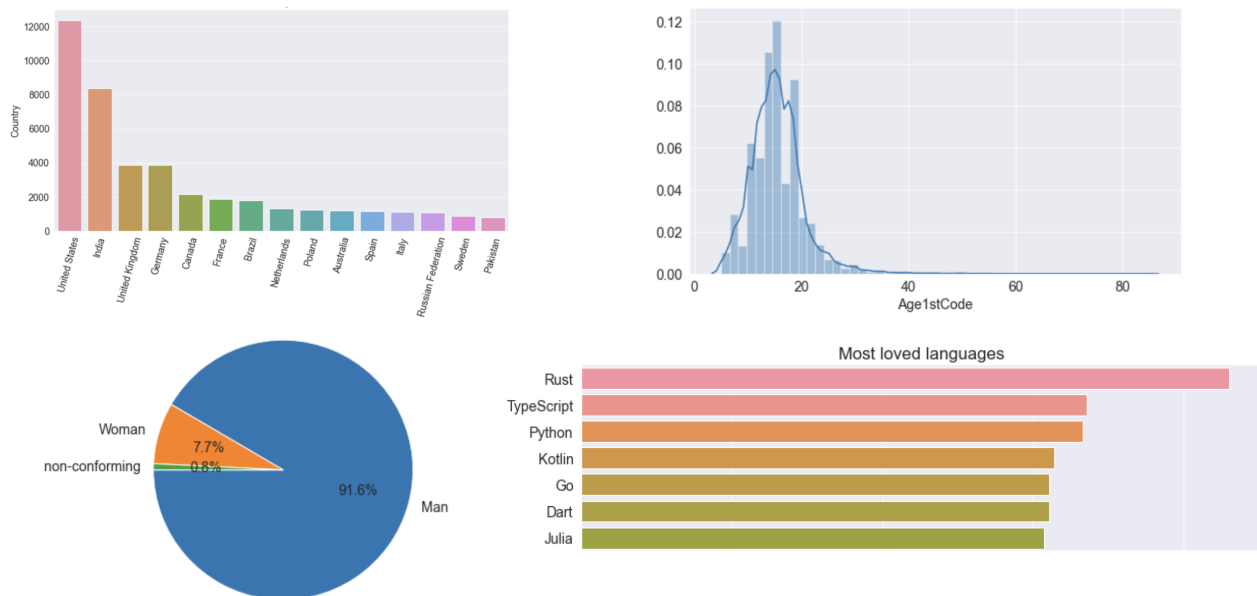 12000
10000
8000
6000
4000
2000
0
Country
United States
India
United Kingdom
Germany
Canada
France
Brazil
Netherlands
Poland
Australia
Spain
Italy
Russian Federation
Sweden
Pakistan
0.12
0.10
0.08
0.06
0.04
0.02
0.00
0 20 40 60 80
Age1stCode
Woman
7.7%
non-conforming
0.8%
91.6%
Man
Most loved languages
Rust
TypeScript
Python
Kotlin
Go
Dart
Julia